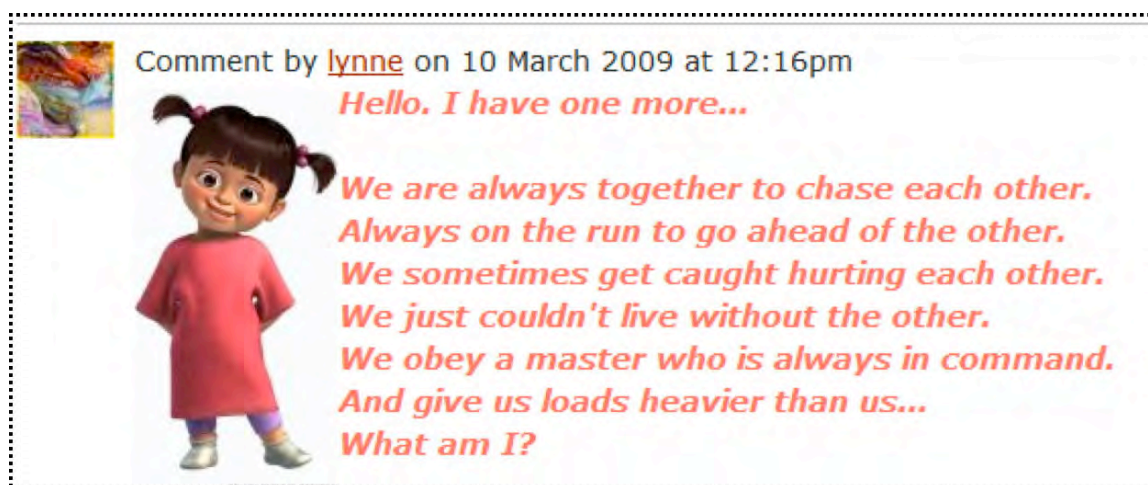 Comment by lynne on 10 March 2009 at 12:16pm
Hello. I have one more...
We are always together to chase each other.
Always on the run to go ahead of the other.
We sometimes get caught hurting each other.
We just couldn't live without the other.
We obey a master who is always in command.
And give us loads heavier than us...
What am I?